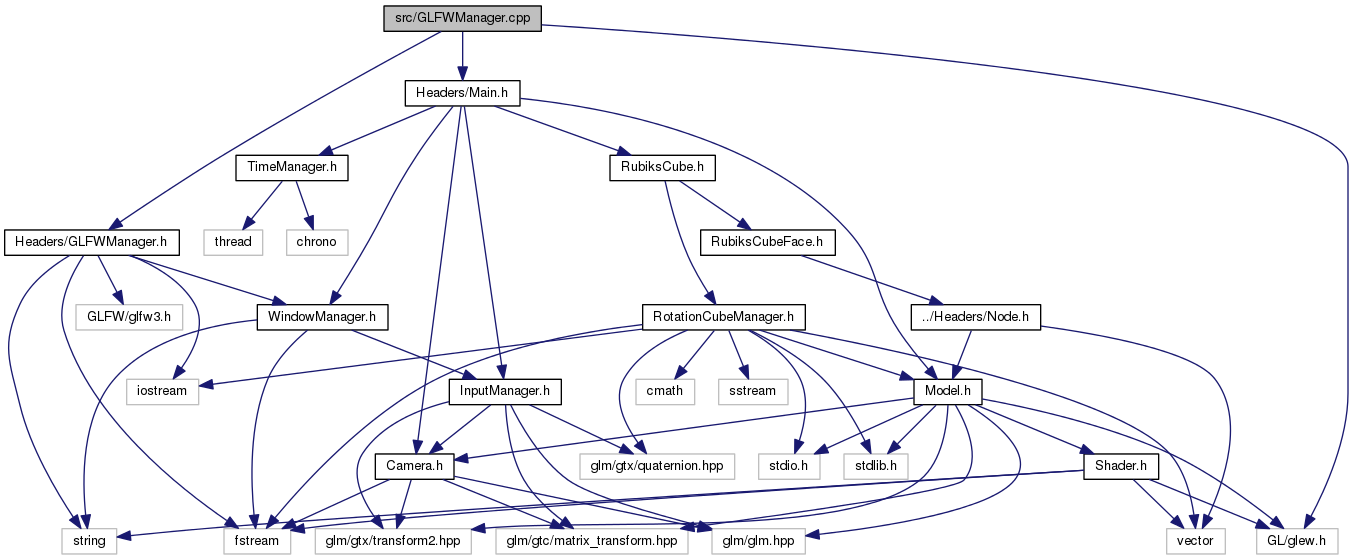 src/GLFWManager.cpp
Headers/Main.h
TimeManager.h
RubiksCube.h
Headers/GLFWManager.h
thread
chrono
RubiksCubeFace.h
GLFW/glfw3.h
WindowManager.h
RotationCubeManager.h
../Headers/Node.h
iostream
InputManager.h
cmath
sstream
Model.h
Camera.h
glm/gtx/quaternion.hpp
stdio.h
stdlib.h
Shader.h
string
fstream
glm/gtx/transform2.hpp
glm/gtc/matrix_transform.hpp
glm/glm.hpp
vector
GL/glew.h